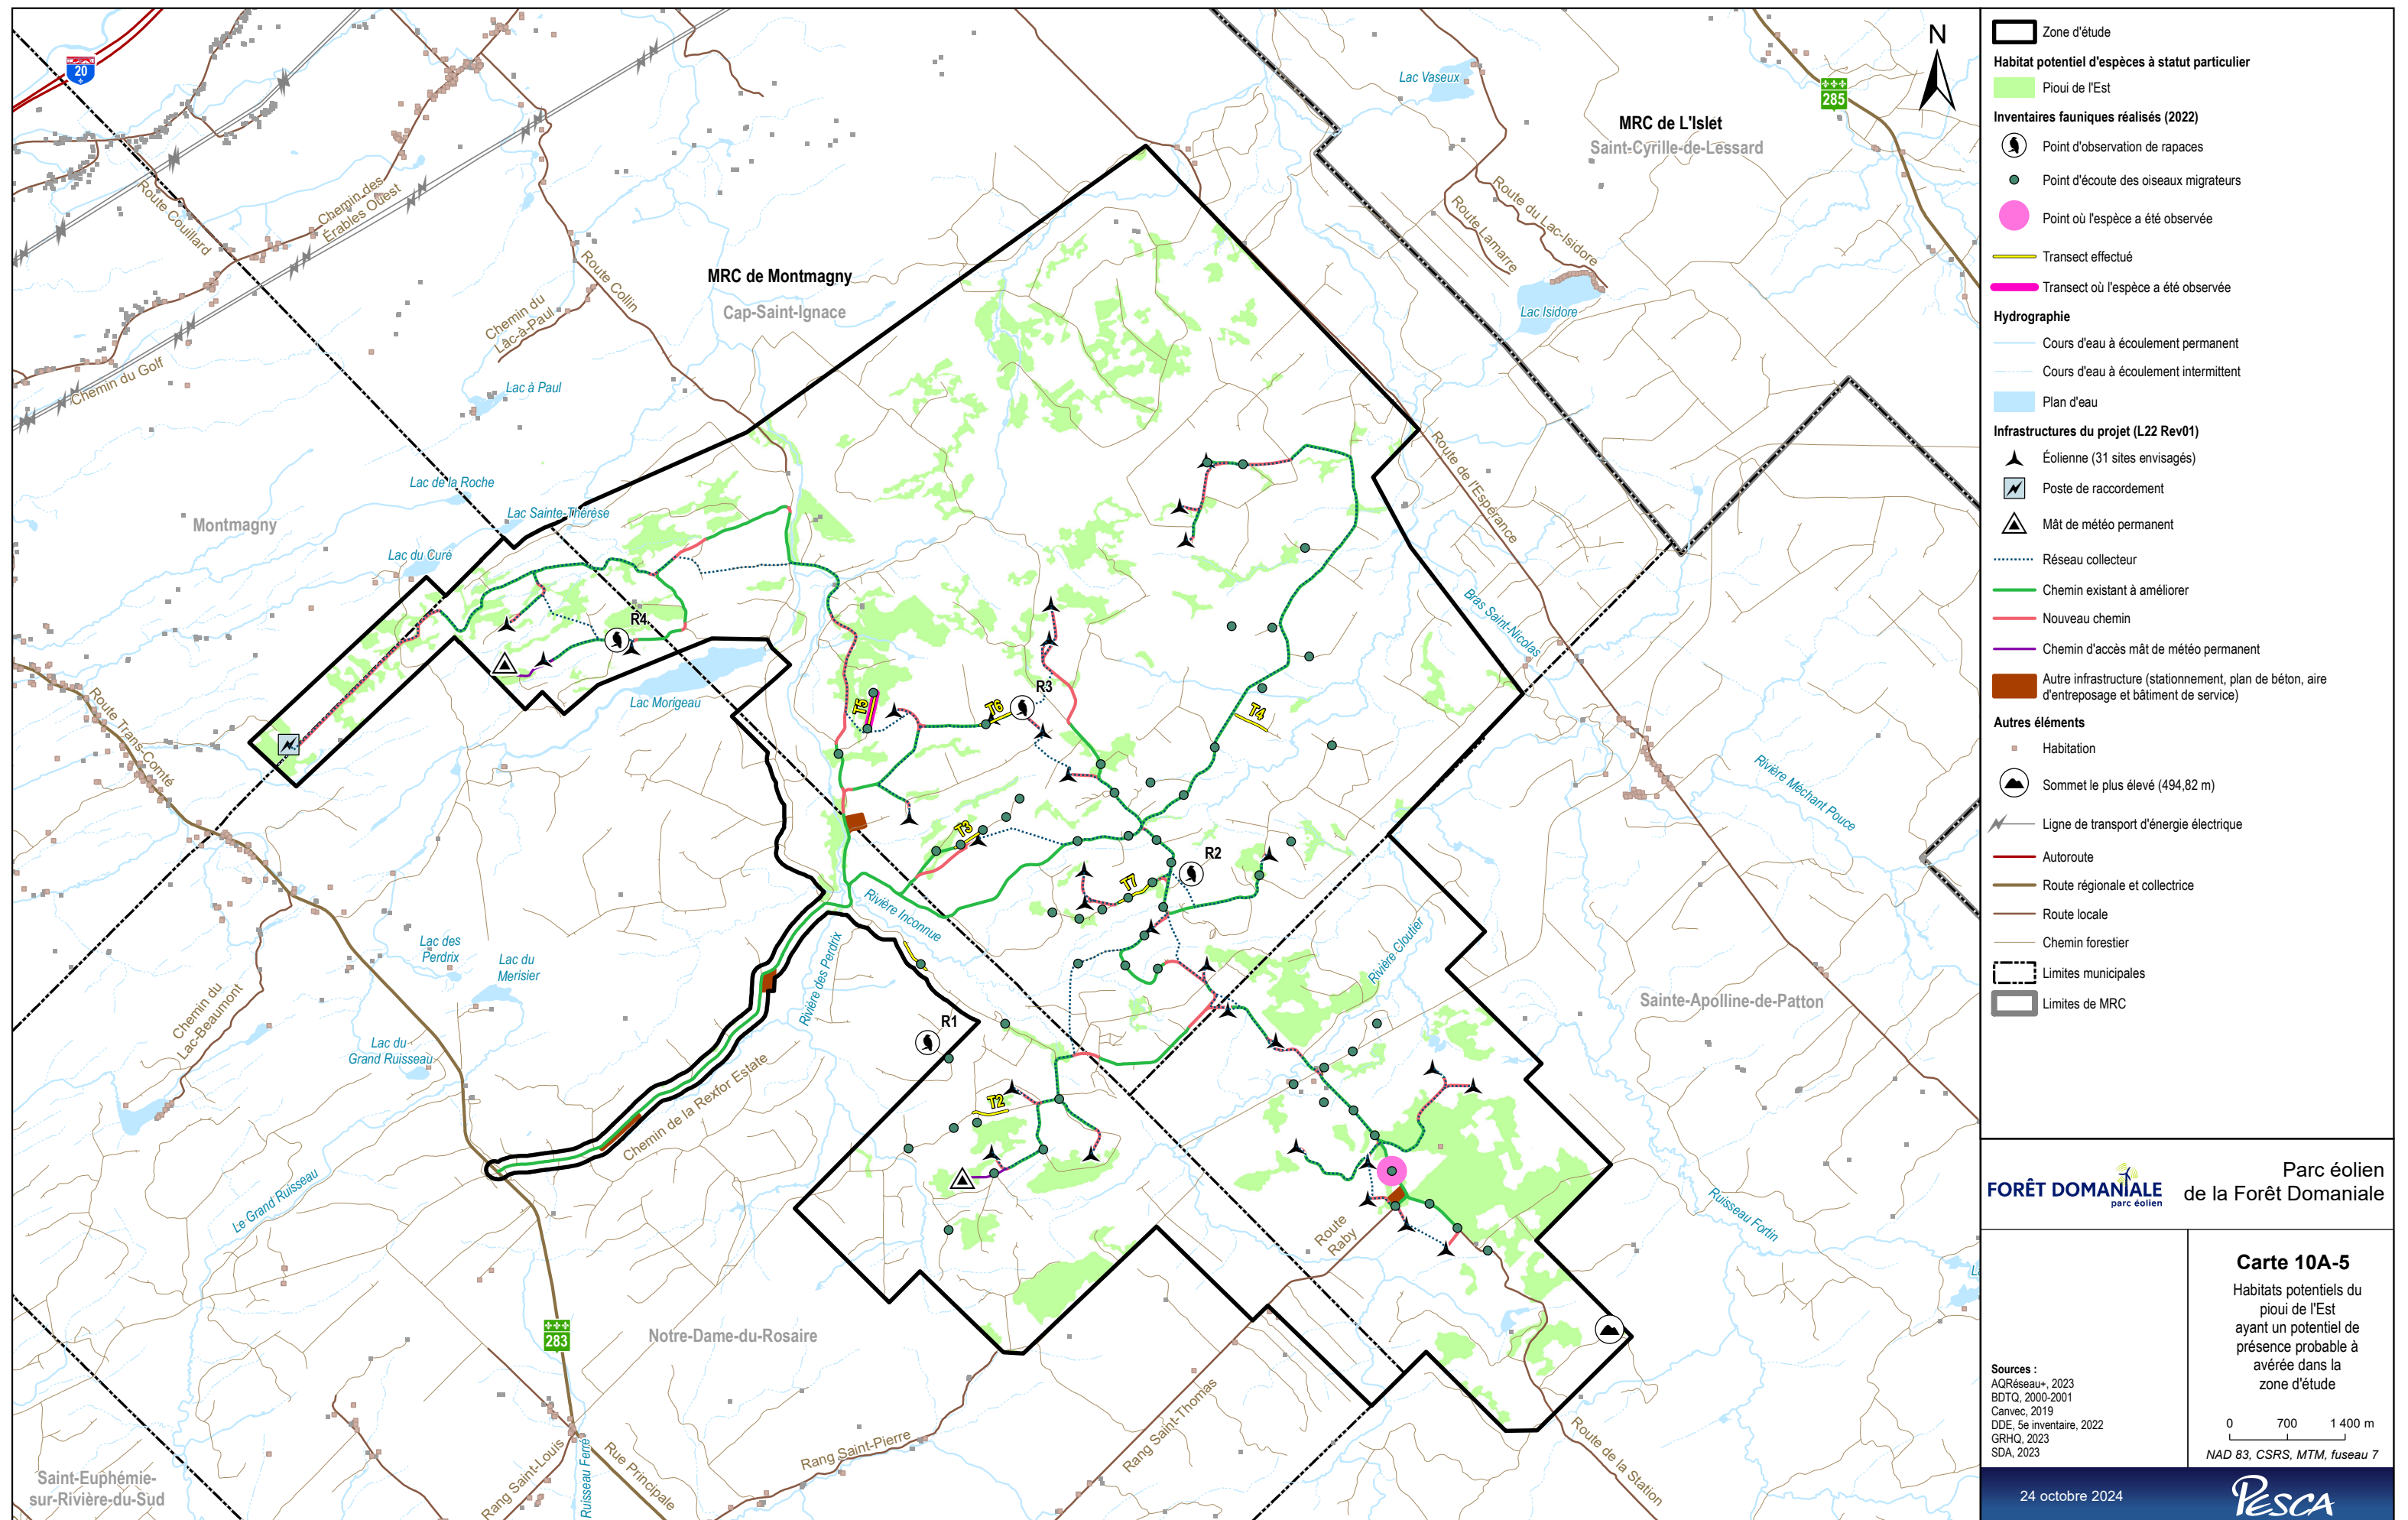 20
Route Couillard
Chemin des
Érables Ouest
Chemin du Golf
Route Collin
Chemin du
Lac-à-Paul
Lac à Paul
MRC de Montmagny
Cap-Saint-Ignace
Lac Vaseux
MRC de L'Islet
Saint-Cyrille-de-Lessard
285
N
Route du Lac-Isidore
Route Lamarre
Lac Isidore
Route de l'Espérance
Montmagny
Lac de la Roche
Lac Sainte-Thérèse
Lac du Curé
R4
Lac Morigeau
Route Trans-Comté
T5
T6
R3
T4
Bras Saint-Nicolas
Rivière Méchant Pouce
T3
T7
R2
Rivière Inconnue
Rivière des Perdrix
Rivière Cloutier
Sainte-Apolline-de-Patton
Lac des
Perdrix
Lac du
Merisier
Chemin du
Lac-Beaumont
Lac du
Grand Ruisseau
R1
T2
Chemin de la Rexfor Estate
Le Grand Ruisseau
Ruisseau Fortin
Route
Raby
283
Notre-Dame-du-Rosaire
Saint-Euphémie-
sur-Rivière-du-Sud
Rang Saint-Louis
Ruisseau Ferré
Rue Principale
Rang Saint-Pierre
Rang Saint-Thomas
Route de la Station
Zone d'étude
Habitat potentiel d'espèces à statut particulier
Pioui de l'Est
Inventaires fauniques réalisés (2022)
Point d'observation de rapaces
Point d'écoute des oiseaux migrateurs
Point où l'espèce a été observée
Transect effectué
Transect où l'espèce a été observée
Hydrographie
Cours d'eau à écoulement permanent
Cours d'eau à écoulement intermittent
Plan d'eau
Infrastructures du projet (L22 Rev01)
Éolienne (31 sites envisagés)
Poste de raccordement
Mât de météo permanent
Réseau collecteur
Chemin existant à améliorer
Nouveau chemin
Chemin d'accès mât de météo permanent
Autre infrastructure (stationnement, plan de béton, aire
d'entreposage et bâtiment de service)
Autres éléments
Habitation
Sommet le plus élevé (494,82 m)
Ligne de transport d'énergie électrique
Autoroute
Route régionale et collectrice
Route locale
Chemin forestier
Limites municipales
Limites de MRC
FORÊT DOMANIALE
parc éolien
Parc éolien
de la Forêt Domaniale
Carte 10A-5
Habitats potentiels du
pioui de l'Est
ayant un potentiel de
présence probable à
avérée dans la
zone d'étude
Sources :
AQRéseau+, 2023
BDTQ, 2000-2001
Canvec, 2019
DDE, 5e inventaire, 2022
GRHQ, 2023
SDA, 2023
0 700 1 400 m
NAD 83, CSRS, MTM, fuseau 7
24 octobre 2024
PESCA